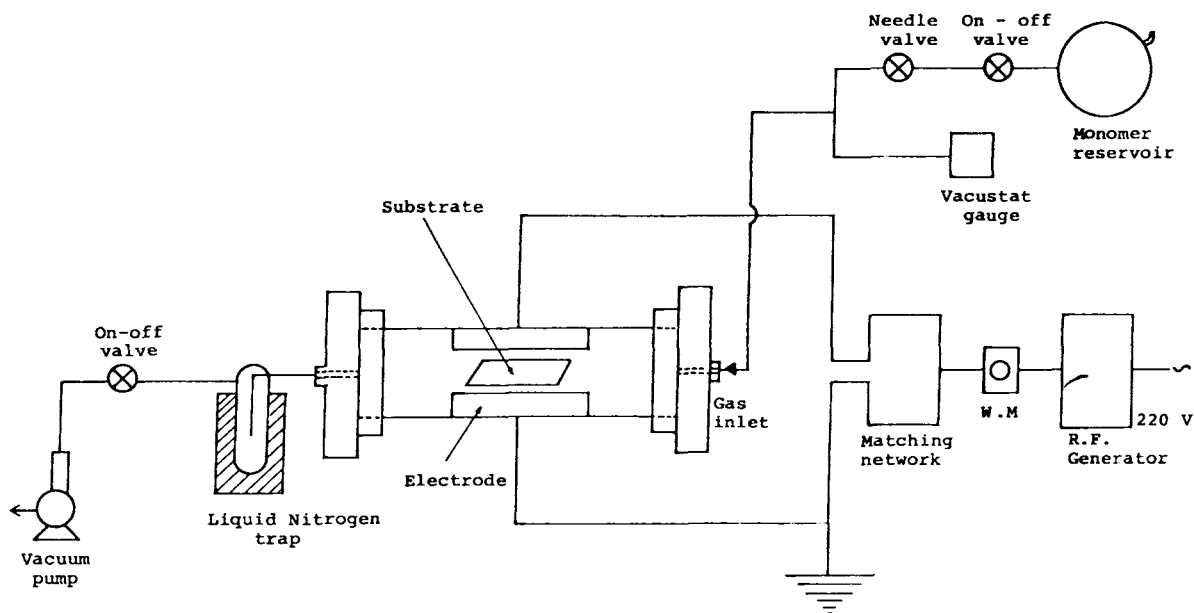 Needle
valve
On - off
valve
Monomer
reservoir
Vacustat
gauge
Substrate
On-off
valve
Gas
inlet
W.M
220 V
Matching
network
R.F.
Generator
Electrode
Liquid Nitrogen
trap
Vacuum
pump